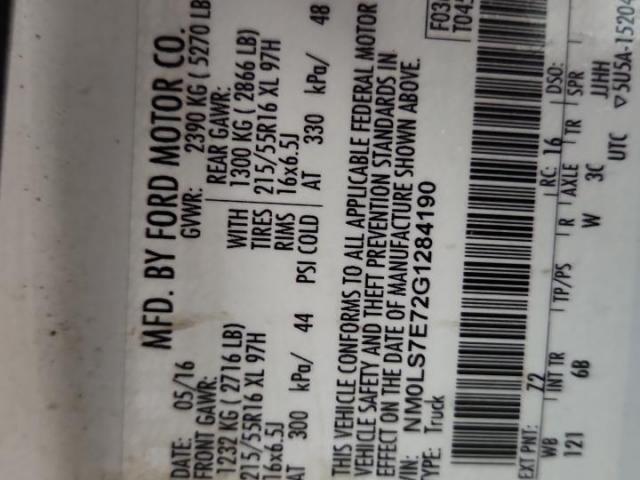 MFD. BY FORD MOTOR CO.
DATE: 05/16 GVWR: 2390 KG ( 5270 LB
FRONT GAWR: REAR GAWR:
1232 KG ( 2716 LB) WITH 1300 KG ( 2866 LB)
215/55R16 XL 97H TIRES 215/55R16 XL 97H
16x6.5J RIMS 16x6.5J
AT 300 kPa/ 44 PSI COLD AT 330 kPa/ 48
THIS VEHICLE CONFORMS TO ALL APPLICABLE FEDERAL MOTOR
VEHICLE SAFETY AND THEFT PREVENTION STANDARDS IN
EFFECT ON THE DATE OF MANUFACTURE SHOWN ABOVE.
VIN: NM0LS7E72G1284190 F03
TYPE: Truck T045
EXT PNT: Z2 RC: 16 DSO:
WB INT TR TP/PS R AXLE TR SPR
121 6B W 3C JJHH
UTC ▽5U5A-15204